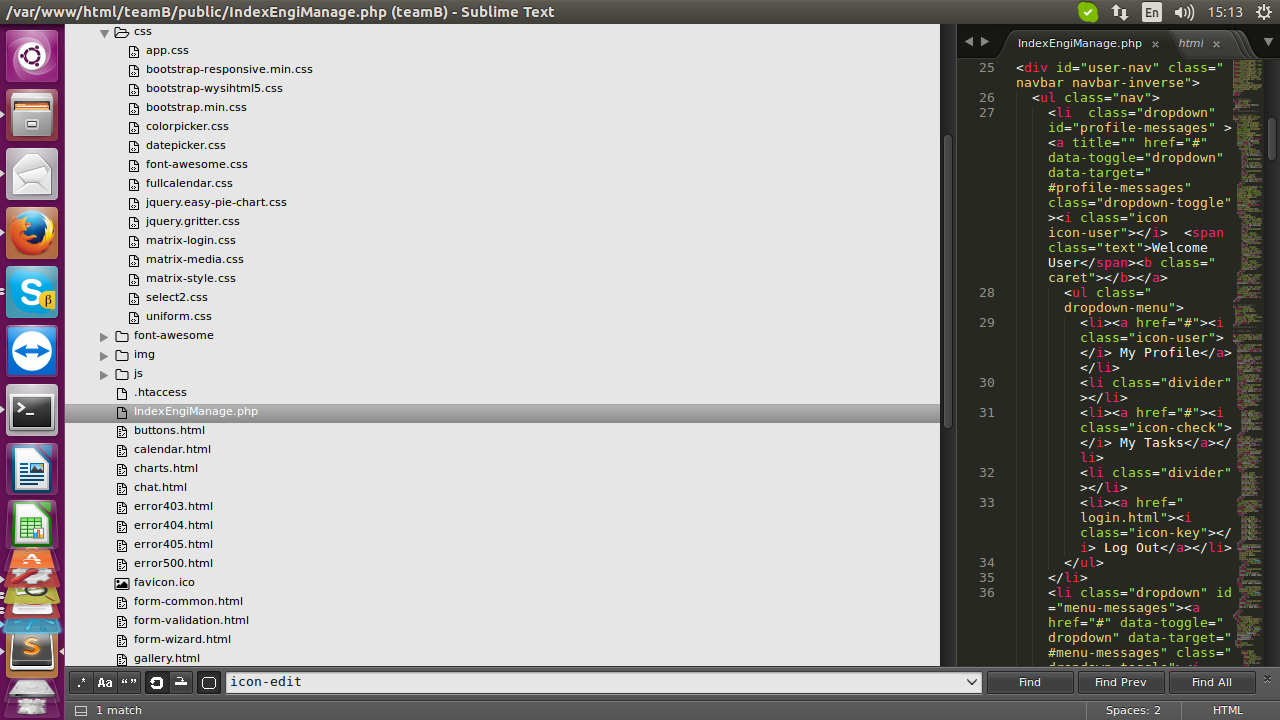 /var/www/html/teamB/public/IndexEngiManage.php (teamB) - Sublime Text
En
15:13
css
app.css
bootstrap-responsive.min.css
bootstrap-wysihtml5.css
bootstrap.min.css
colorpicker.css
datepicker.css
font-awesome.css
fullcalendar.css
jquery.easy-pie-chart.css
jquery.gritter.css
matrix-login.css
matrix-media.css
matrix-style.css
select2.css
uniform.css
font-awesome
img
js
.htaccess
IndexEngiManage.php
buttons.html
calendar.html
charts.html
chat.html
error403.html
error404.html
error405.html
error500.html
favicon.ico
form-common.html
form-validation.html
form-wizard.html
gallery.html
IndexEngiManage.php ×
html ×
25 <div id="user-nav" class="
navbar navbar-inverse">
26 <ul class="nav">
27 <li  class="dropdown"
id="profile-messages" >
<a title="" href="#"
data-toggle="dropdown"
data-target="
#profile-messages"
class="dropdown-toggle"
><i class="icon
icon-user"></i>  <span
class="text">Welcome
User</span><b class="
caret"></b></a>
28 <ul class="
dropdown-menu">
29 <li><a href="#"><i
class="icon-user">
</i> My Profile</a>
</li>
30 <li class="divider"
></li>
31 <li><a href="#"><i
class="icon-check">
</i> My Tasks</a></
li>
32 <li class="divider"
></li>
33 <li><a href="
login.html"><i
class="icon-key"></
i> Log Out</a></li>
34 </ul>
35 </li>
36 <li class="dropdown" id
="menu-messages"><a
href="#" data-toggle="
dropdown" data-target="
#menu-messages" class="
dropdown-toggle"><i
.* Aa “ ”
icon-edit
Find
Find Prev
Find All
1 match
Spaces: 2
HTML